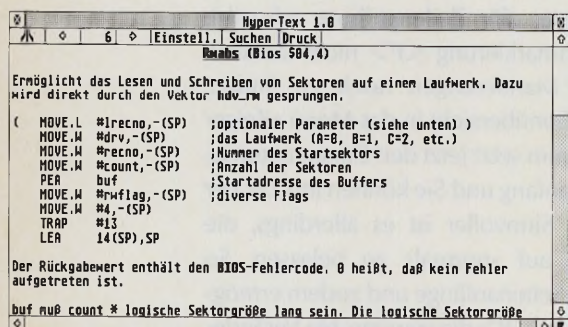 HyperText 1.0
6 Einstell. Suchen Druck
Rwabs (Bios $04,4)
Ermöglicht das Lesen und Schreiben von Sektoren auf einem Laufwerk. Dazu
wird direkt durch den Vektor hdv_rw gesprungen.
( MOVE.L #lrecno,-(SP) ;optionaler Parameter (siehe unten) )
MOVE.W #drv,-(SP) ;das Laufwerk (A=0, B=1, C=2, etc.)
MOVE.W #recno,-(SP) ;Nummer des Startsektors
MOVE.W #count,-(SP) ;Anzahl der Sektoren
PEA buf ;Startadresse des Buffers
MOVE.W #rwflag,-(SP) ;diverse Flags
MOVE.W #4,-(SP)
TRAP #13
LEA 14(SP),SP
Der Rückgabewert enthält den BIOS-Fehlercode. 0 heißt, daß kein Fehler
aufgetreten ist.
buf muß count * logische Sektorgröße lang sein. Die logische Sektorgröße